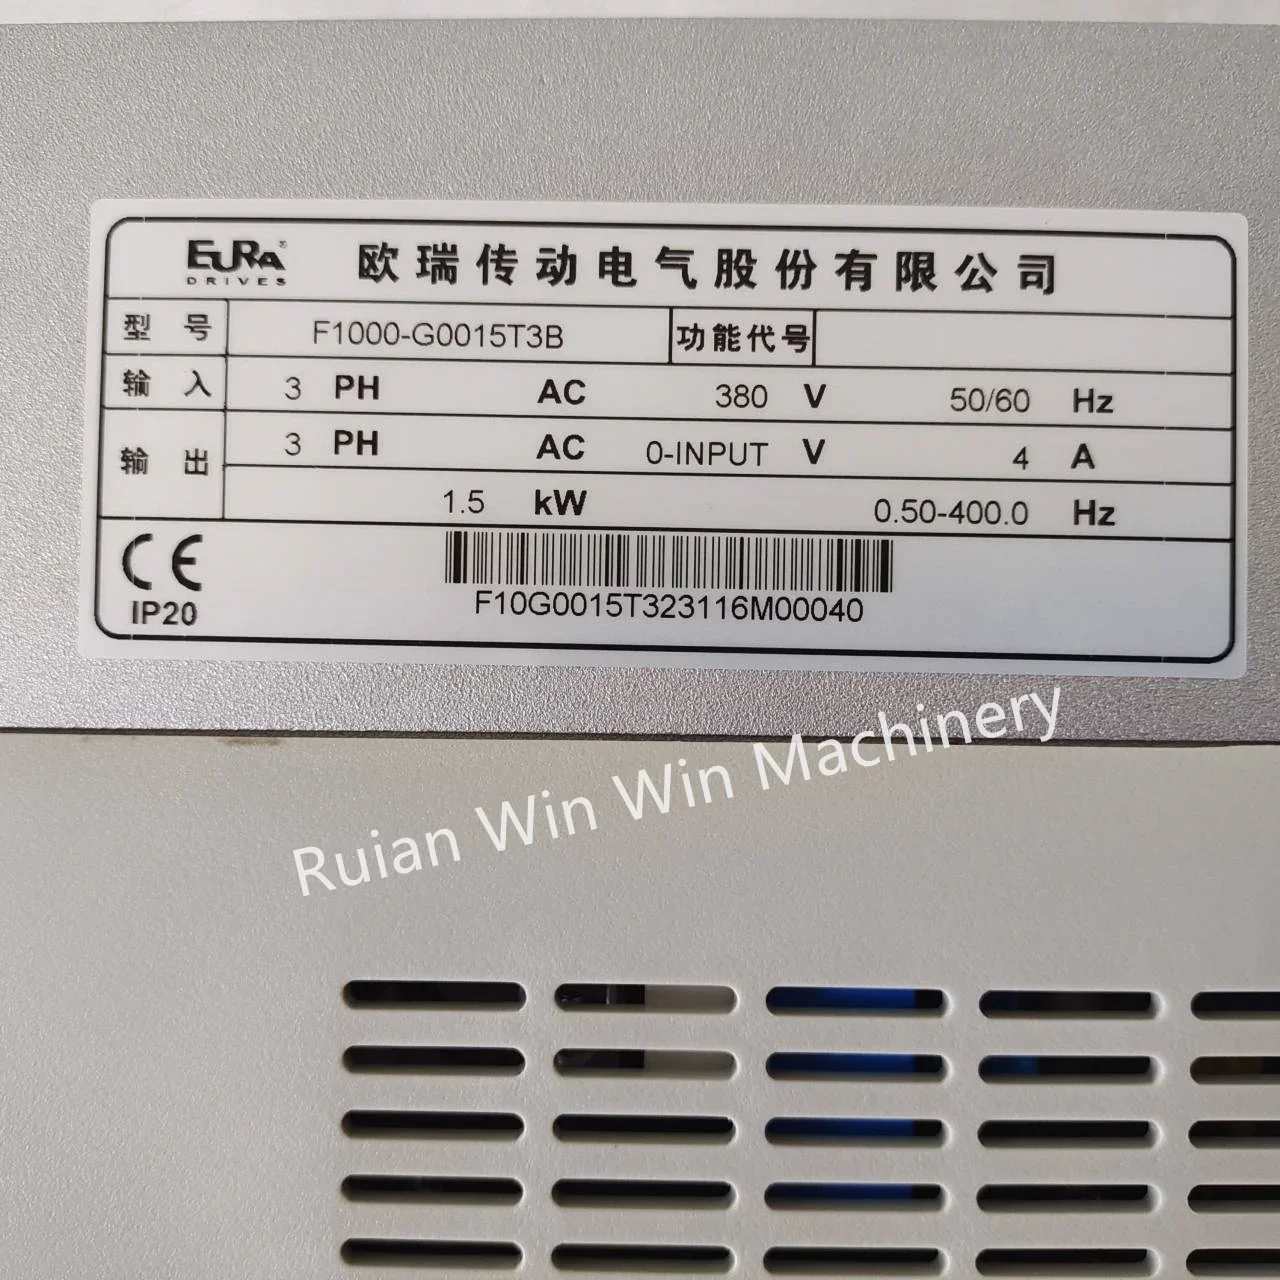 EURA® 欧瑞传动电气股份有限公司
DRIVES
型 号 F1000-G0015T3B 功能代号
输 入 3 PH AC 380 V 50/60 Hz
输 出 3 PH AC 0-INPUT V 4 A
1.5 kW 0.50-400.0 Hz
CE
IP20
F10G0015T323116M00040
Ruian Win Win Machinery